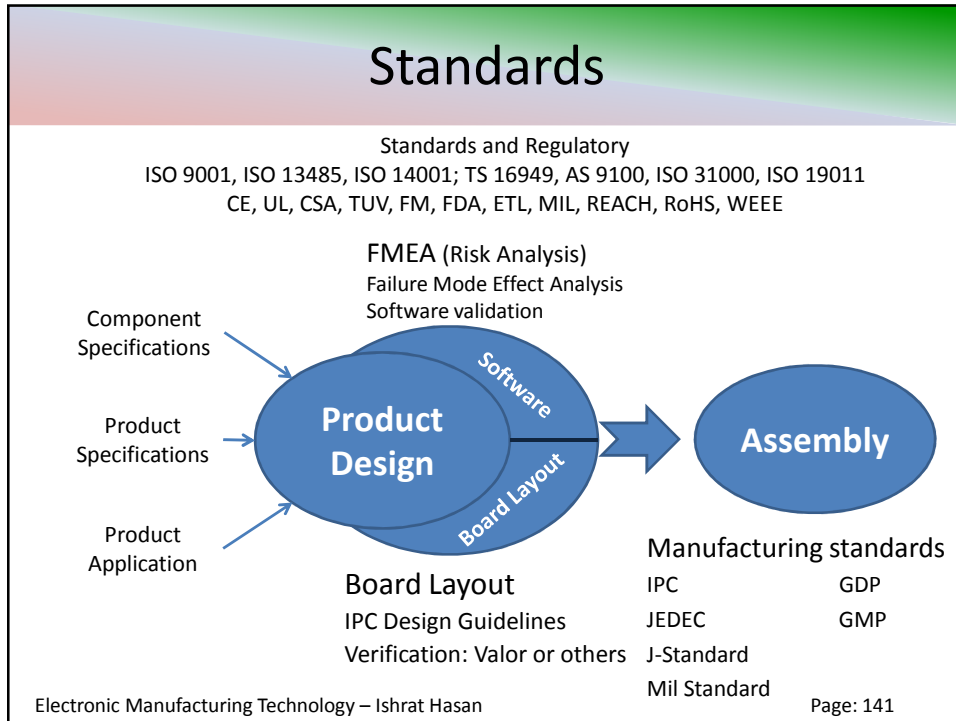 Standards
Standards and Regulatory
ISO 9001, ISO 13485, ISO 14001; TS 16949, AS 9100, ISO 31000, ISO 19011
CE, UL, CSA, TUV, FM, FDA, ETL, MIL, REACH, RoHS, WEEE
FMEA (Risk Analysis)
Failure Mode Effect Analysis
Software validation
Component
Specifications
Product
Specifications
Product
Application
Product
Design
Software
Board Layout
Assembly
Board Layout
IPC Design Guidelines
Verification: Valor or others
Manufacturing standards
IPC GDP
JEDEC GMP
J-Standard
Mil Standard
Electronic Manufacturing Technology – Ishrat Hasan Page: 141